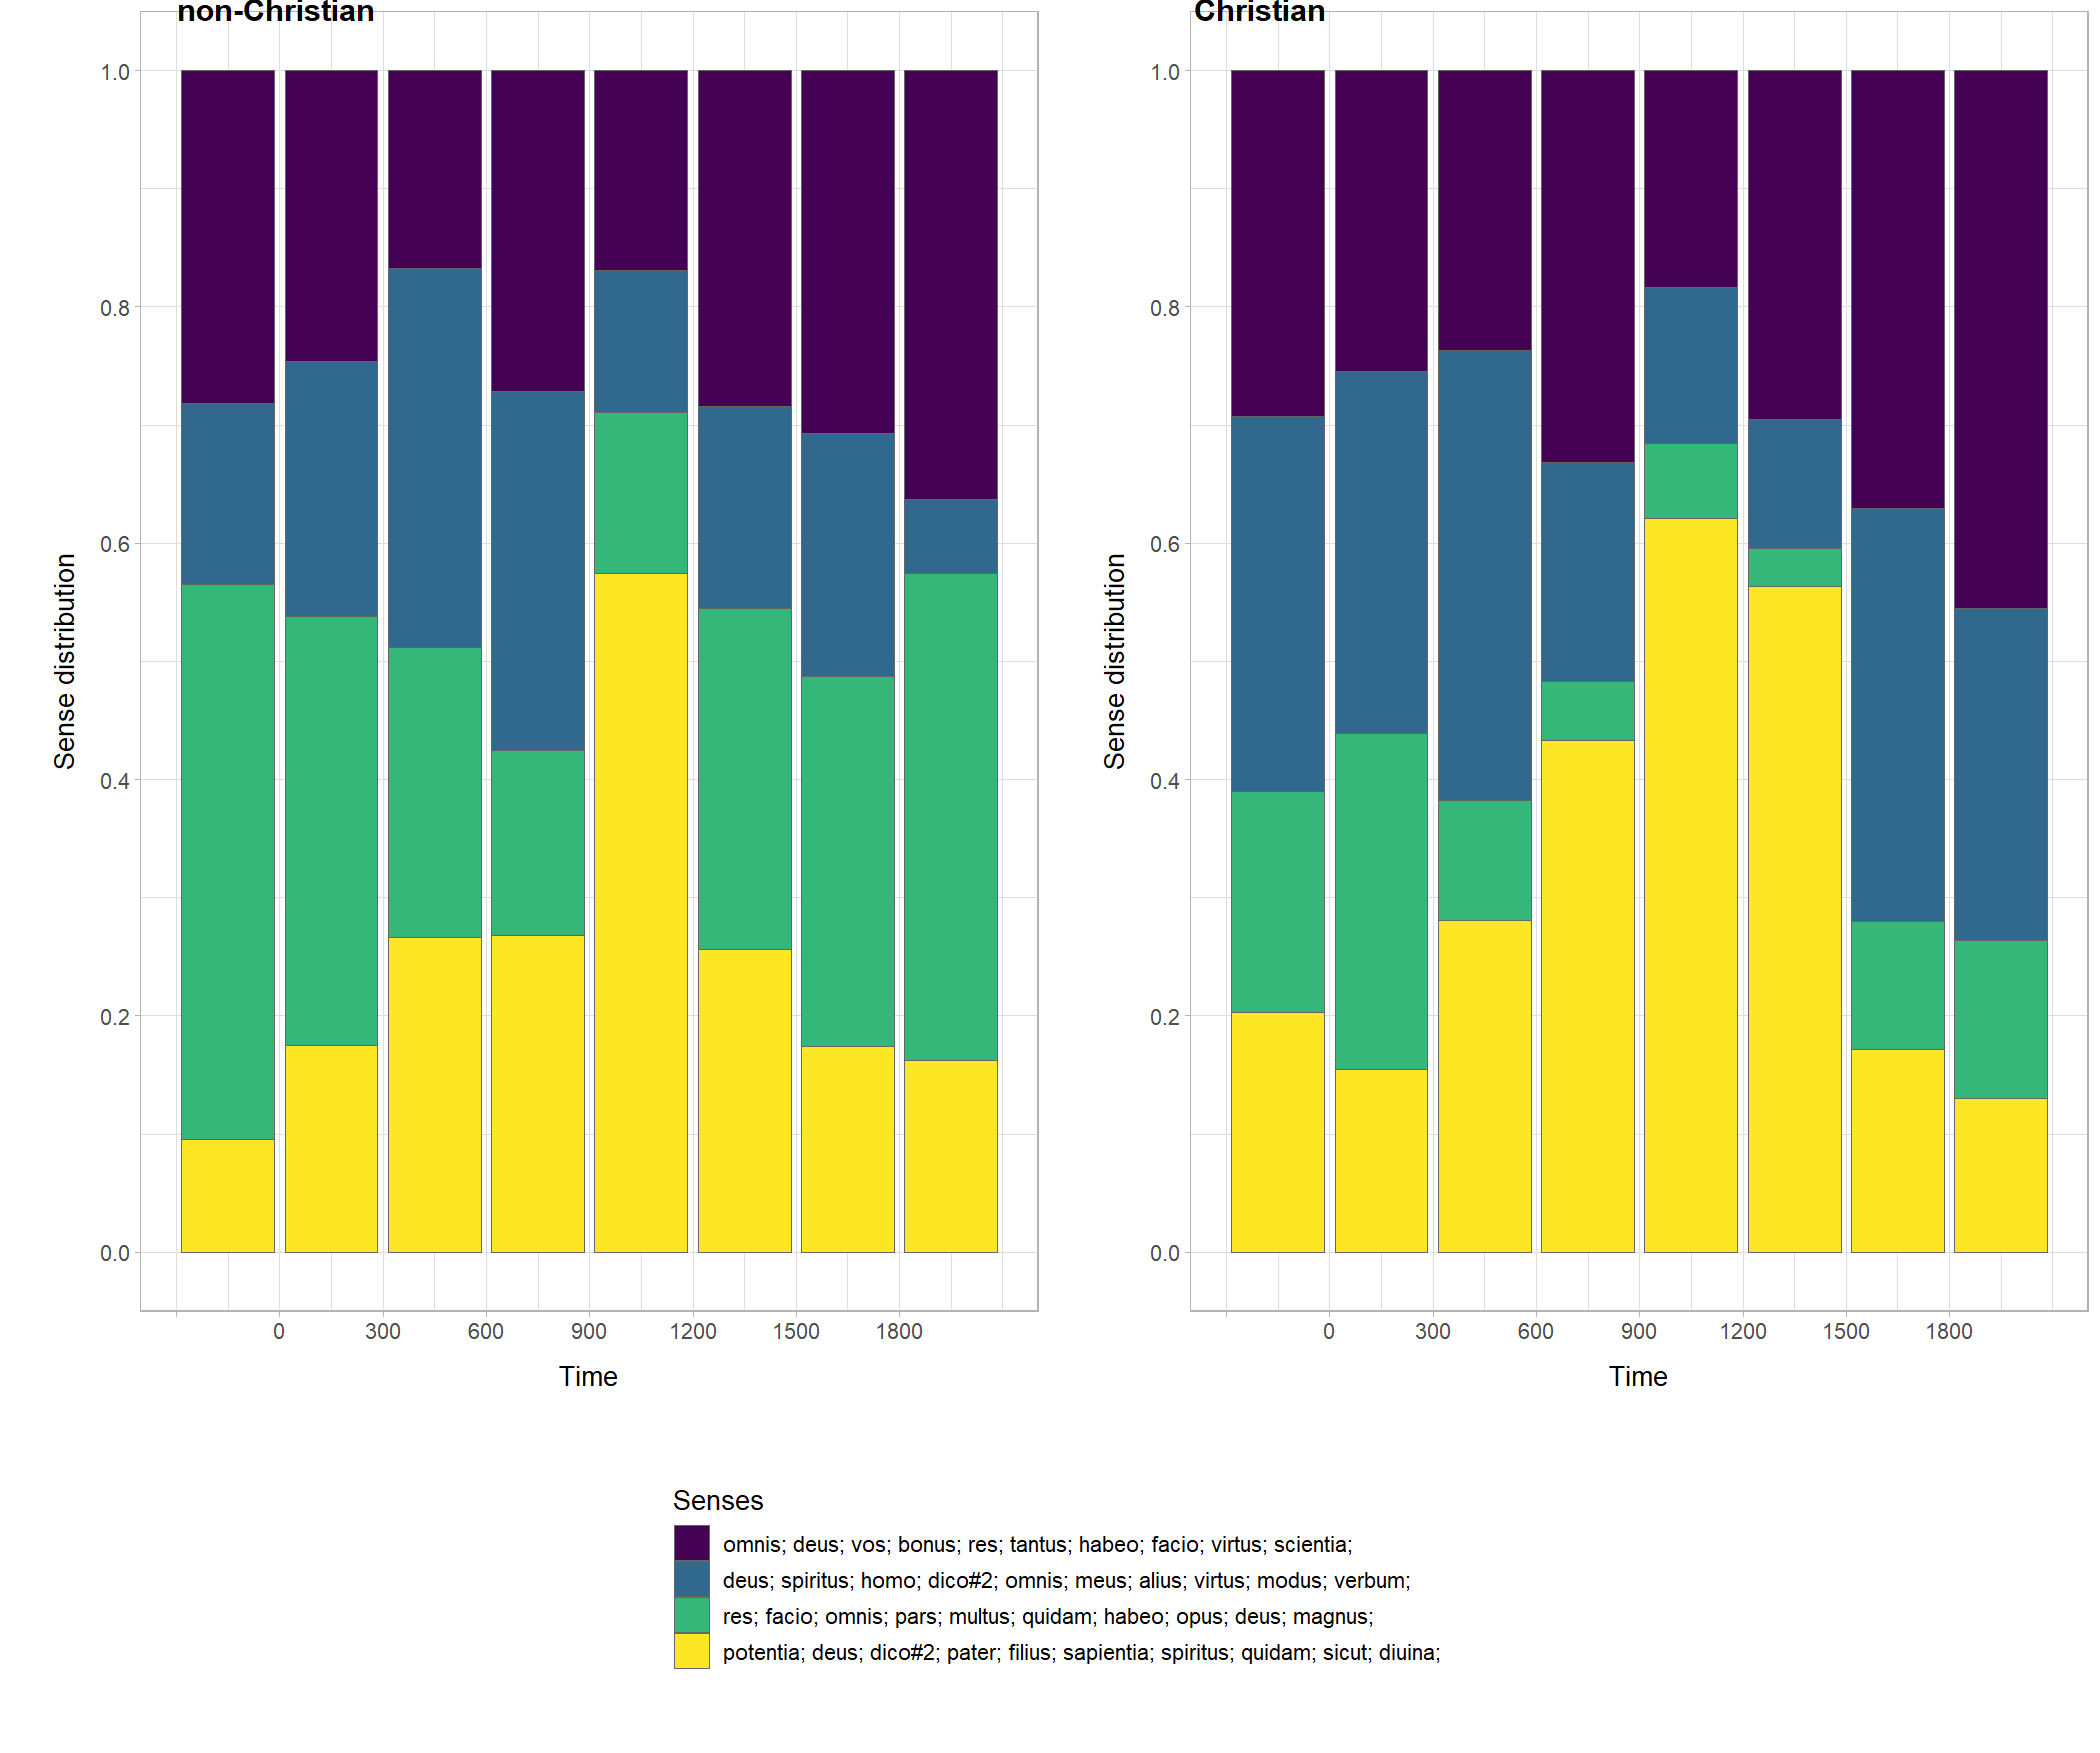 non-Christian
Christian
1.0
0.8
0.6
0.4
0.2
0.0
Sense distribution
0 300 600 900 1200 1500 1800
Time
1.0
0.8
0.6
0.4
0.2
0.0
Sense distribution
0 300 600 900 1200 1500 1800
Time
Senses
omnis; deus; vos; bonus; res; tantus; habeo; facio; virtus; scientia;
deus; spiritus; homo; dico#2; omnis; meus; alius; virtus; modus; verbum;
res; facio; omnis; pars; multus; quidam; habeo; opus; deus; magnus;
potentia; deus; dico#2; pater; filius; sapientia; spiritus; quidam; sicut; diuina;